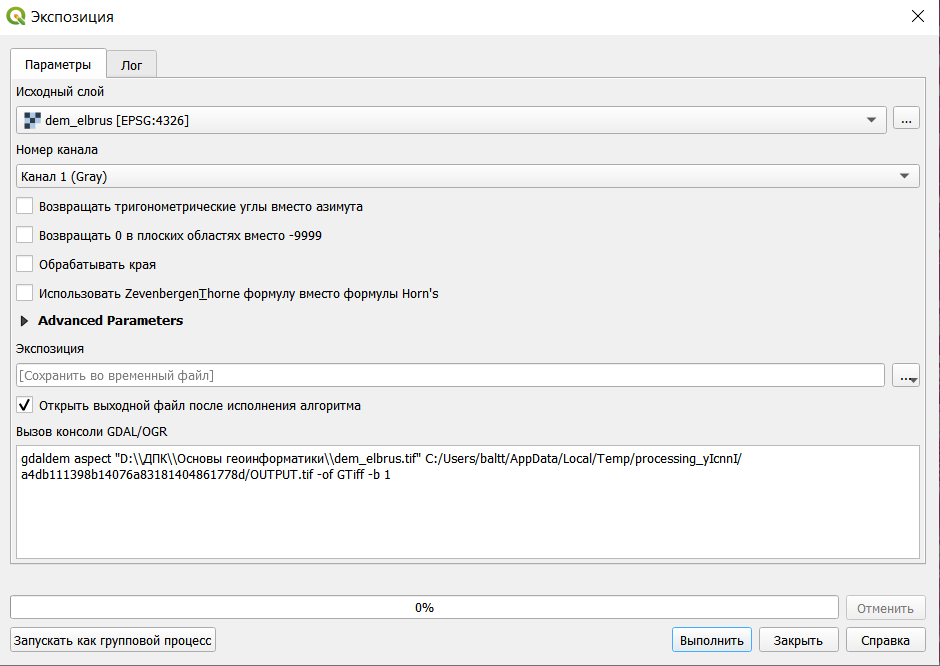 Экспозиция
Параметры
Лог
Исходный слой
dem_elbrus [EPSG:4326]
...
Номер канала
Канал 1 (Gray)
Возвращать тригонометрические углы вместо азимута
Возвращать 0 в плоских областях вместо -9999
Обрабатывать края
Использовать ZevenbergenThorne формулу вместо формулы Horn's
Advanced Parameters
Экспозиция
[Сохранить во временный файл]
...
Открыть выходной файл после исполнения алгоритма
Вызов консоли GDAL/OGR
gdaldem aspect "D:\\ДПК\\Основы геоинформатики\\dem_elbrus.tif" C:/Users/baltt/AppData/Local/Temp/processing_yIcnnI/
a4db111398b14076a83181404861778d/OUTPUT.tif -of GTiff -b 1
0%
Отменить
Запускать как групповой процесс
Выполнить
Закрыть
Справка